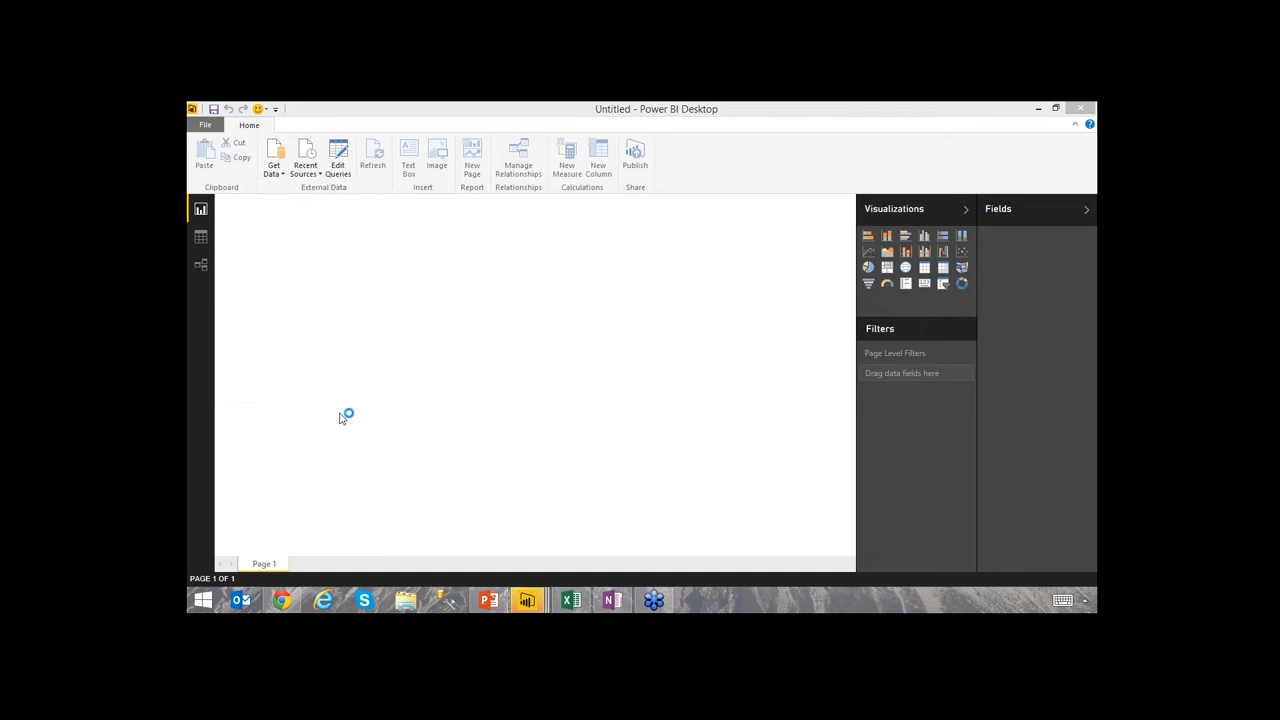 Untitled - Power BI Desktop
File Home
Cut
Copy
Paste
Get Data
Recent Sources
Edit Queries
Refresh
Text Box
Image
New Page
Manage Relationships
New Measure
New Column
Publish
Clipboard External Data Insert Report Relationships Calculations Share
Visualizations
Fields
Filters
Page Level Filters
Drag data fields here
Page 1
PAGE 1 OF 1